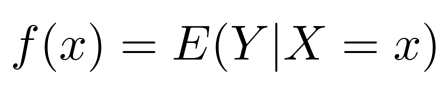 f(x) = E(Y|X = x)